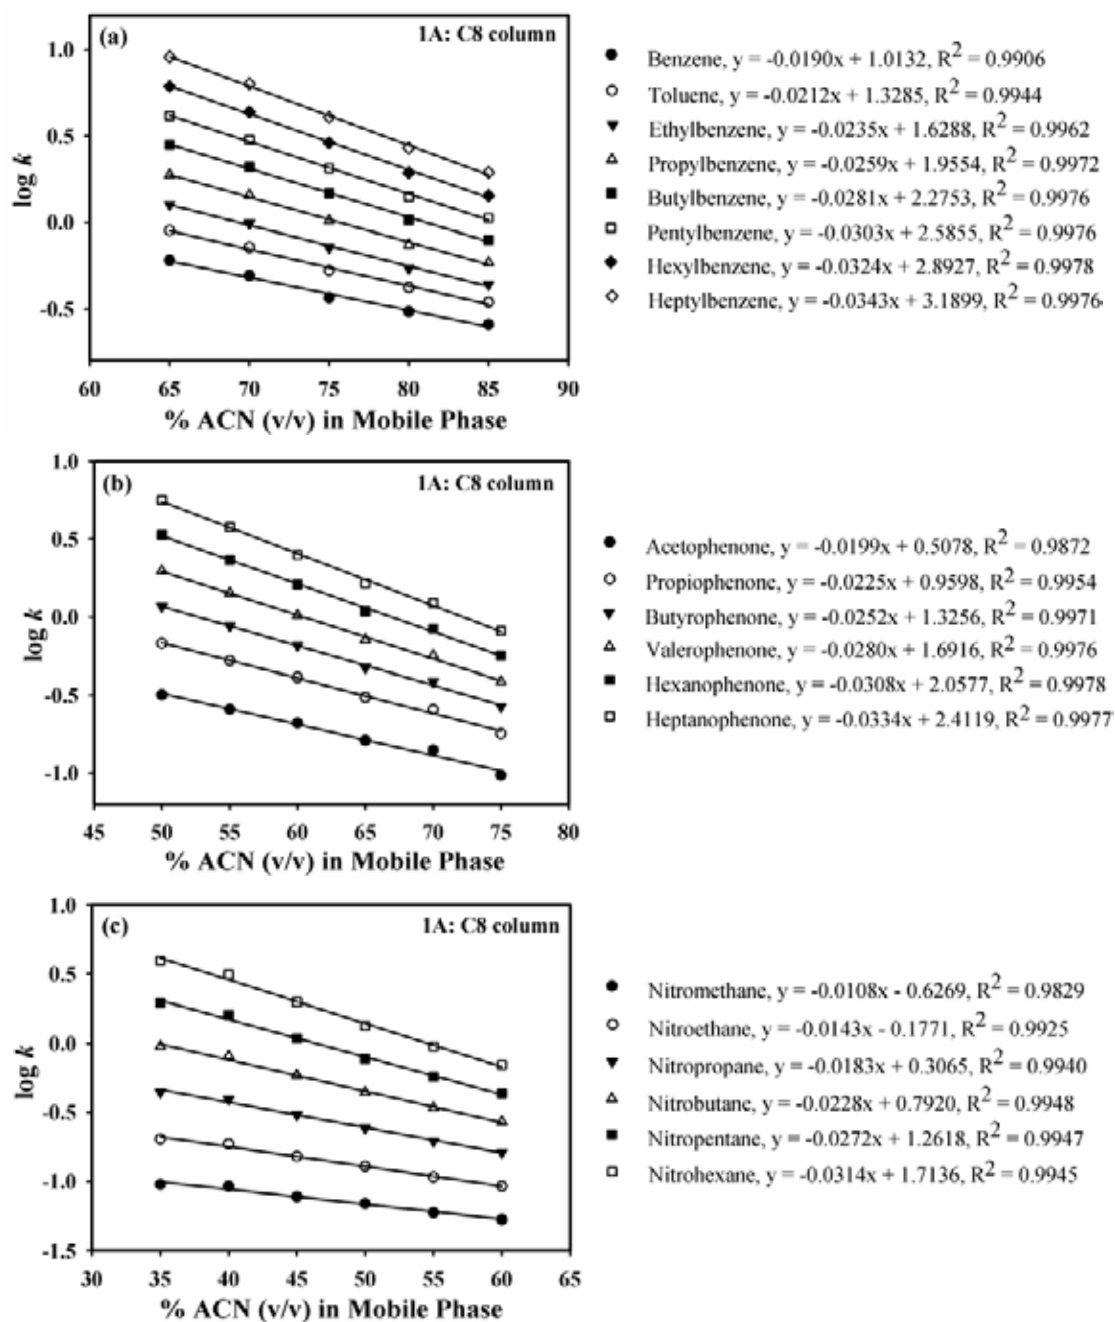 (a)
1A: C8 column
1.0
0.5
0.0
-0.5
log k
60 65 70 75 80 85 90
% ACN (v/v) in Mobile Phase
Benzene, y = -0.0190x + 1.0132, R² = 0.9906
Toluene, y = -0.0212x + 1.3285, R² = 0.9944
Ethylbenzene, y = -0.0235x + 1.6288, R² = 0.9962
Propylbenzene, y = -0.0259x + 1.9554, R² = 0.9972
Butylbenzene, y = -0.0281x + 2.2753, R² = 0.9976
Pentylbenzene, y = -0.0303x + 2.5855, R² = 0.9976
Hexylbenzene, y = -0.0324x + 2.8927, R² = 0.9978
Heptylbenzene, y = -0.0343x + 3.1899, R² = 0.9976
(b)
1A: C8 column
1.0
0.5
0.0
-0.5
-1.0
log k
45 50 55 60 65 70 75 80
% ACN (v/v) in Mobile Phase
Acetophenone, y = -0.0199x + 0.5078, R² = 0.9872
Propiophenone, y = -0.0225x + 0.9598, R² = 0.9954
Butyrophenone, y = -0.0252x + 1.3256, R² = 0.9971
Valerophenone, y = -0.0280x + 1.6916, R² = 0.9976
Hexanophenone, y = -0.0308x + 2.0577, R² = 0.9978
Heptanophenone, y = -0.0334x + 2.4119, R² = 0.9977
(c)
1A: C8 column
1.0
0.5
0.0
-0.5
-1.0
-1.5
log k
30 35 40 45 50 55 60 65
% ACN (v/v) in Mobile Phase
Nitromethane, y = -0.0108x - 0.6269, R² = 0.9829
Nitroethane, y = -0.0143x - 0.1771, R² = 0.9925
Nitropropane, y = -0.0183x + 0.3065, R² = 0.9940
Nitrobutane, y = -0.0228x + 0.7920, R² = 0.9948
Nitropentane, y = -0.0272x + 1.2618, R² = 0.9947
Nitrohexane, y = -0.0314x + 1.7136, R² = 0.9945